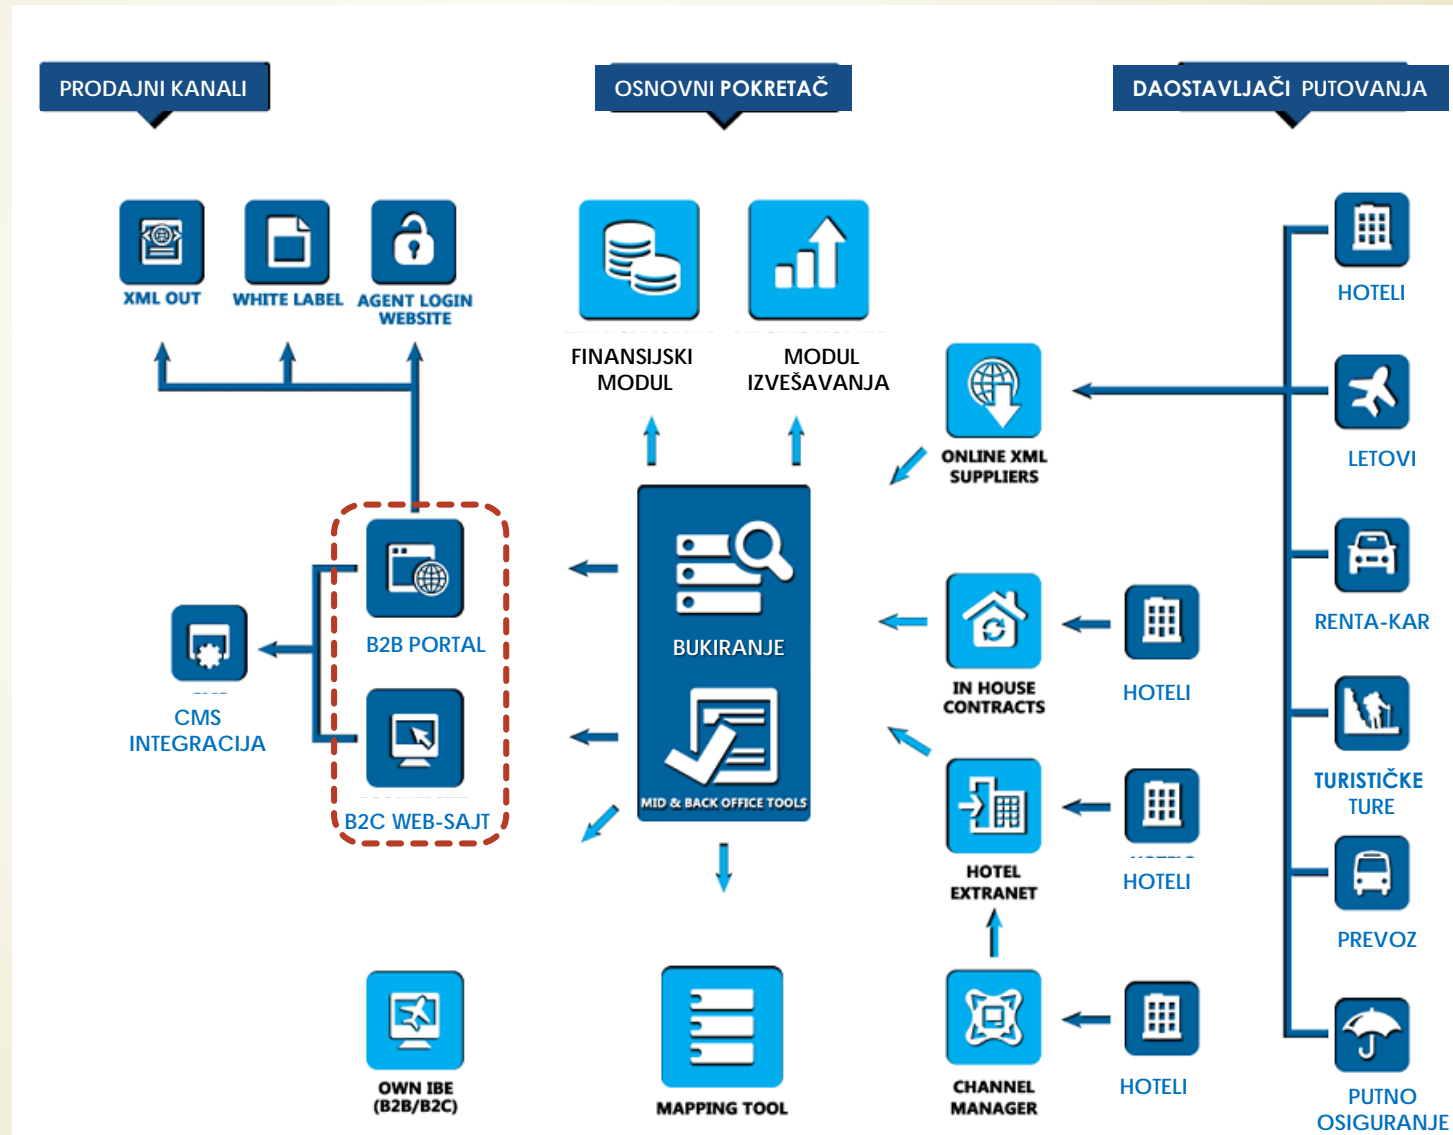 PRODAJNI KANALI
OSNOVNI POKRETAČ
DAOSTAVLJAČI PUTOVANJA
XML OUT
WHITE LABEL
AGENT LOGIN
WEBSITE
HOTELI
FINANSIJSKI
MODUL
MODUL
IZVEŠAVANJA
ONLINE XML
SUPPLIERS
LETOVI
BUKIRANJE
MID & BACK OFFICE TOOLS
B2B PORTAL
CMS
INTEGRACIJA
B2C WEB-SAJT
IN HOUSE
CONTRACTS
HOTELI
RENTA-KAR
TURISTIČKE
TURE
HOTEL
EXTRANET
HOTELI
PREVOZ
OWN IBE
(B2B/B2C)
MAPPING TOOL
CHANNEL
MANAGER
HOTELI
PUTNO
OSIGURANJE